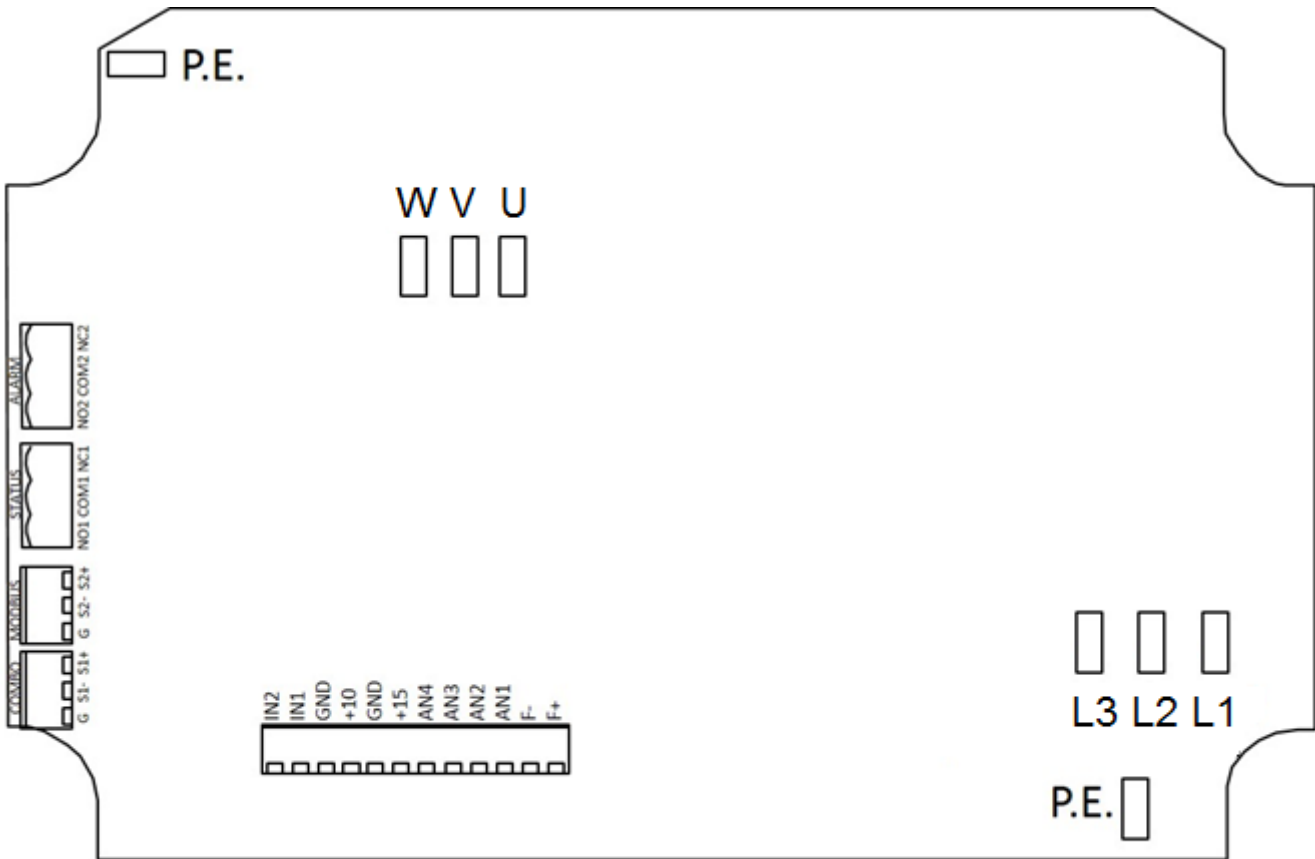 P.E.
W V U
ALARM
NO2 COM2 NC2
STATUS
NO1 COM1 NC1
MODBUS
G S2- S2+
COMBO
G S1- S1+
IN2
IN1
GND
+10
GND
+15
AN4
AN3
AN2
AN1
F-
F+
L3 L2 L1
P.E.